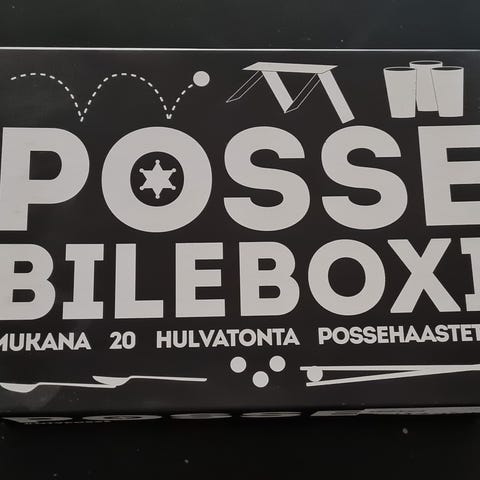 POSSE
BILEBOXI
MUKANA 20 HULVATONTA POSSEHAASTET